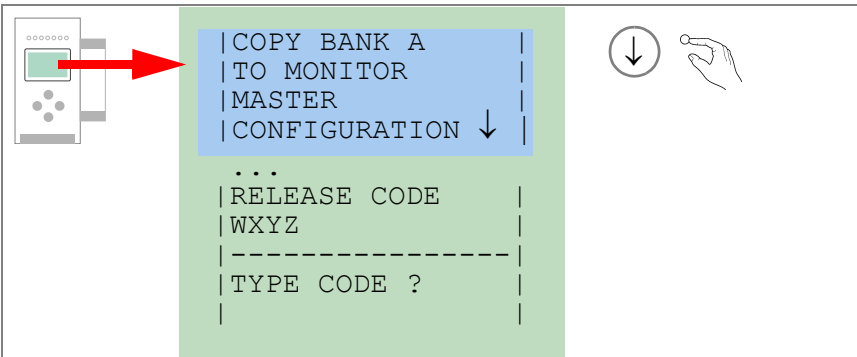 |COPY BANK A |
|TO MONITOR |
|MASTER |
|CONFIGURATION ↓ |
...
|RELEASE CODE |
|WXYZ |
|----------------|
|TYPE CODE ? |
| |